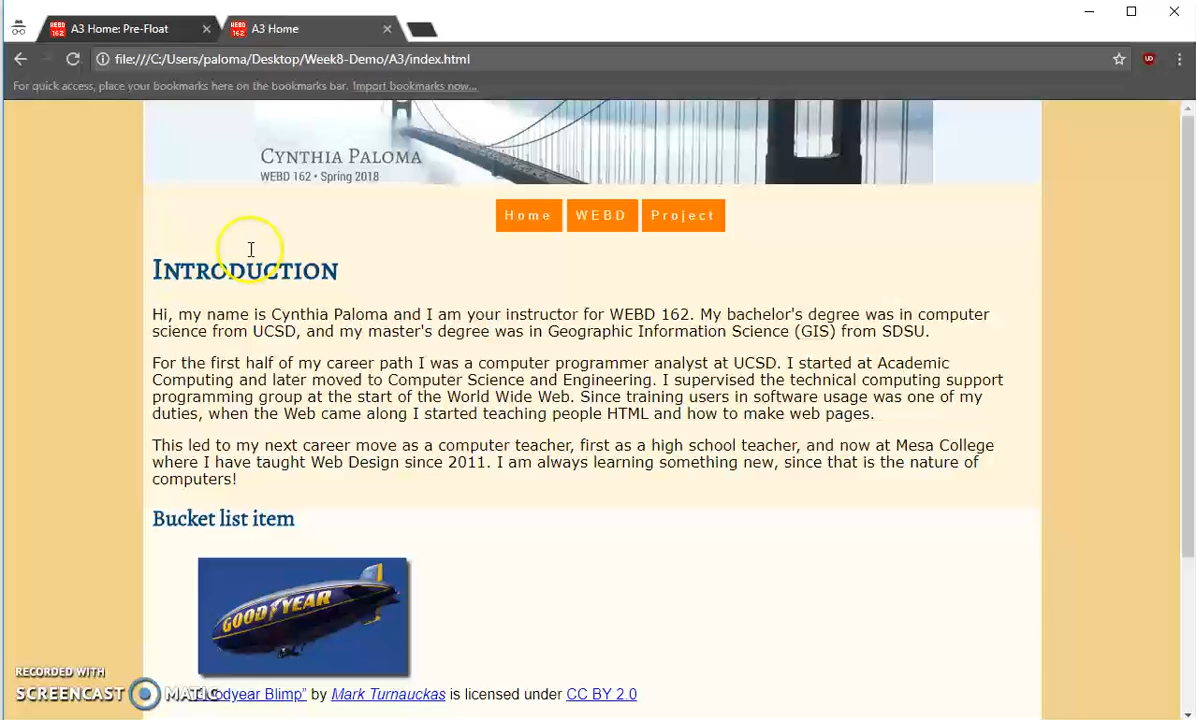 WEBD 162 A3 Home: Pre-Float WEBD 162 A3 Home
file:///C:/Users/paloma/Desktop/Week8-Demo/A3/index.html UD
For quick access, place your bookmarks here on the bookmarks bar. Import bookmarks now...
Cynthia Paloma
WEBD 162 • Spring 2018
Home WEBD Project
Introduction
Hi, my name is Cynthia Paloma and I am your instructor for WEBD 162. My bachelor's degree was in computer
science from UCSD, and my master's degree was in Geographic Information Science (GIS) from SDSU.
For the first half of my career path I was a computer programmer analyst at UCSD. I started at Academic
Computing and later moved to Computer Science and Engineering. I supervised the technical computing support
programming group at the start of the World Wide Web. Since training users in software usage was one of my
duties, when the Web came along I started teaching people HTML and how to make web pages.
This led to my next career move as a computer teacher, first as a high school teacher, and now at Mesa College
where I have taught Web Design since 2011. I am always learning something new, since that is the nature of
computers!
Bucket list item
GOODYEAR
RECORDED WITH
SCREENCAST MATIC
Blimp" by Mark Turnauckas is licensed under CC BY 2.0